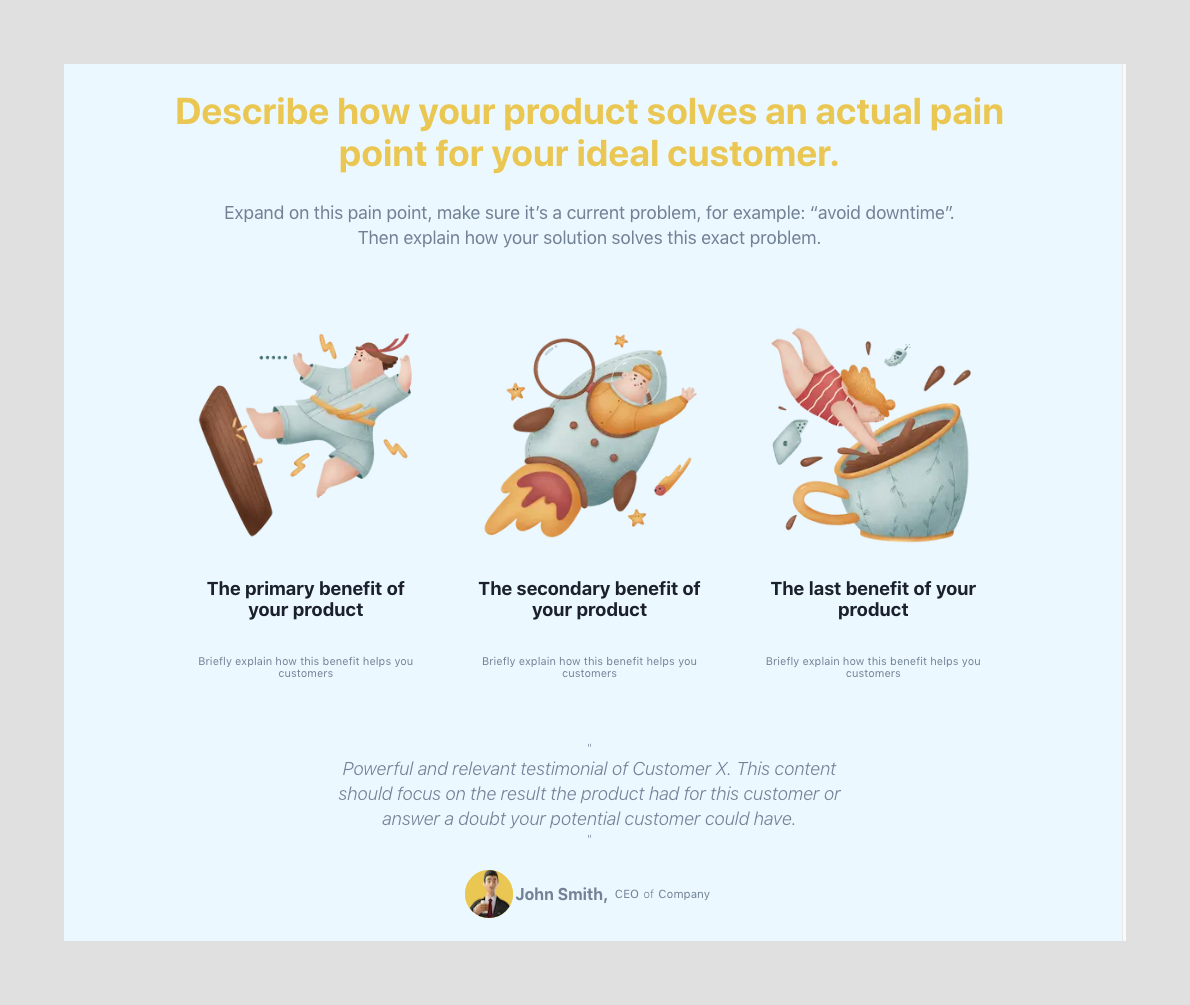 Describe how your product solves an actual pain
point for your ideal customer.
Expand on this pain point, make sure it’s a current problem, for example: “avoid downtime”.
Then explain how your solution solves this exact problem.
The primary benefit of
your product
Briefly explain how this benefit helps you
customers
The secondary benefit of
your product
Briefly explain how this benefit helps you
customers
The last benefit of your
product
Briefly explain how this benefit helps you
customers
"
Powerful and relevant testimonial of Customer X. This content
should focus on the result the product had for this customer or
answer a doubt your potential customer could have.
"
John Smith, CEO of Company